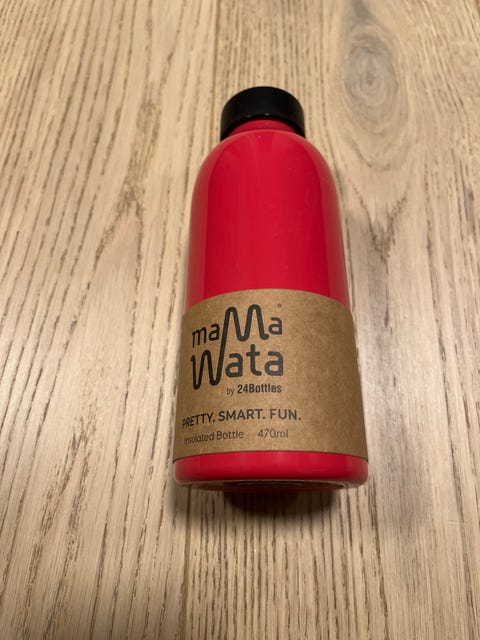 maMa
Wata
by 24Bottles
PRETTY. SMART. FUN.
Insulated Bottle 470ml